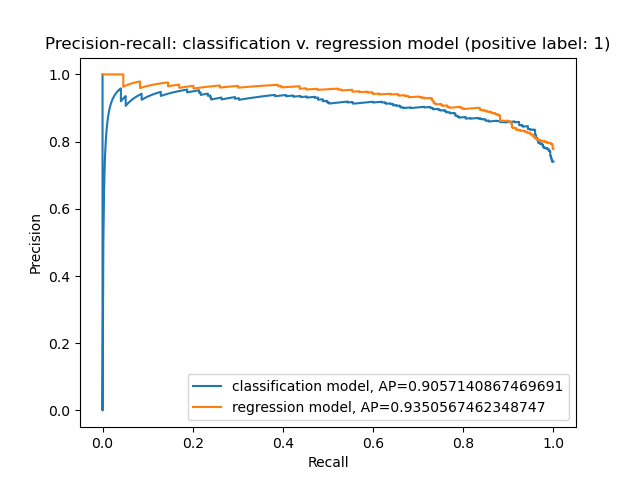 Precision-recall: classification v. regression model (positive label: 1)
1.0
0.8
0.6
0.4
0.2
0.0
Precision
classification model, AP=0.9057140867469691
regression model, AP=0.9350567462348747
0.0 0.2 0.4 0.6 0.8 1.0
Recall